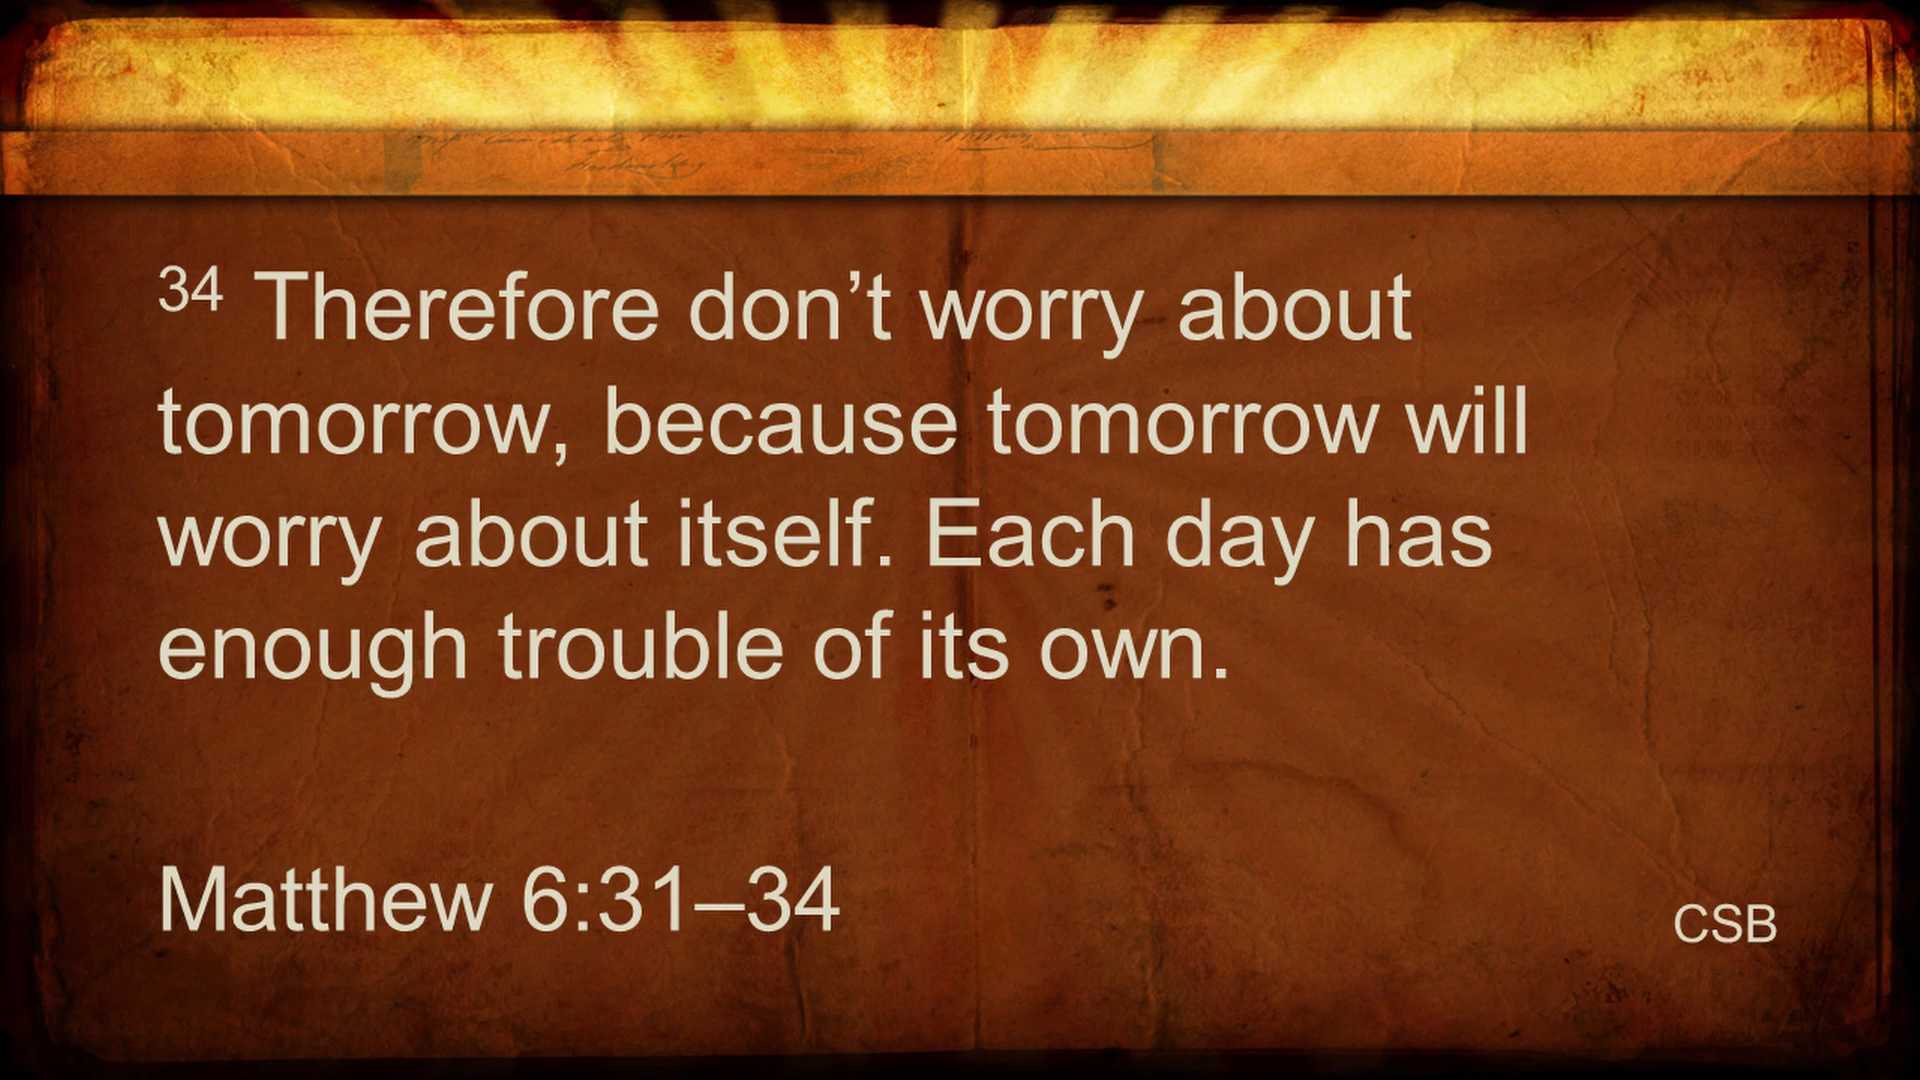 34 Therefore don’t worry about
tomorrow, because tomorrow will
worry about itself. Each day has
enough trouble of its own.
Matthew 6:31–34
CSB